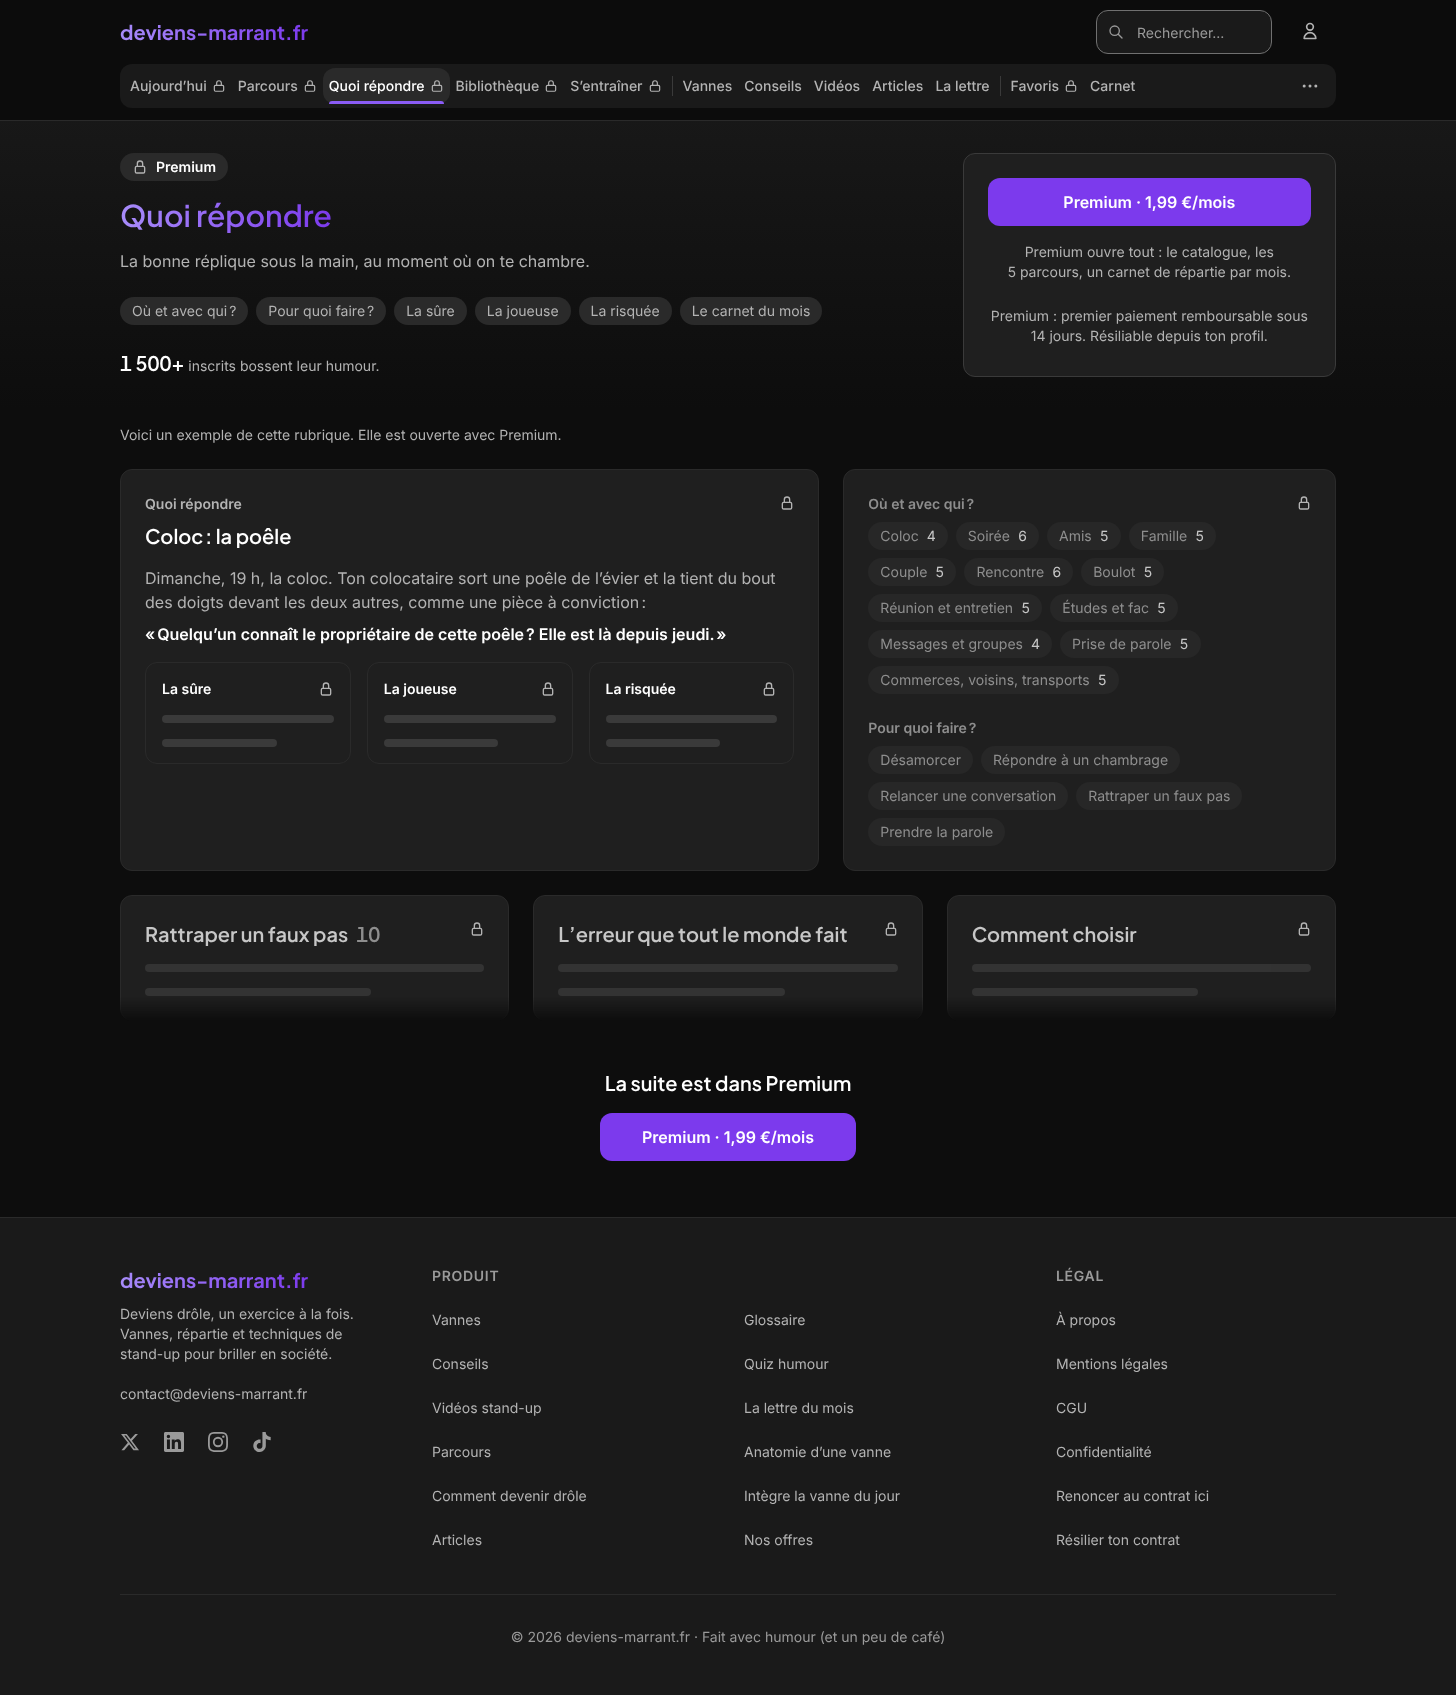 deviens-marrant.fr
Rechercher...
Aujourd’hui Parcours Quoi répondre Bibliothèque S’entraîner Vannes Conseils Vidéos Articles La lettre Favoris Carnet
Premium
Quoi répondre
La bonne réplique sous la main, au moment où on te chambre.
Où et avec qui ? Pour quoi faire ? La sûre La joueuse La risquée Le carnet du mois
1 500+ inscrits bossent leur humour.
Premium · 1,99 €/mois
Premium ouvre tout : le catalogue, les
5 parcours, un carnet de répartie par mois.
Premium : premier paiement remboursable sous
14 jours. Résiliable depuis ton profil.
Voici un exemple de cette rubrique. Elle est ouverte avec Premium.
Quoi répondre
Coloc : la poêle
Dimanche, 19 h, la coloc. Ton colocataire sort une poêle de l’évier et la tient du bout
des doigts devant les deux autres, comme une pièce à conviction :
« Quelqu’un connaît le propriétaire de cette poêle ? Elle est là depuis jeudi. »
La sûre
La joueuse
La risquée
Où et avec qui ?
Coloc 4 Soirée 6 Amis 5 Famille 5
Couple 5 Rencontre 6 Boulot 5
Réunion et entretien 5 Études et fac 5
Messages et groupes 4 Prise de parole 5
Commerces, voisins, transports 5
Pour quoi faire ?
Désamorcer Répondre à un chambrage
Relancer une conversation Rattraper un faux pas
Prendre la parole
Rattraper un faux pas 10
L’erreur que tout le monde fait
Comment choisir
La suite est dans Premium
Premium · 1,99 €/mois
deviens-marrant.fr
Deviens drôle, un exercice à la fois.
Vannes, répartie et techniques de
stand-up pour briller en société.
contact@deviens-marrant.fr
PRODUIT
Vannes
Conseils
Vidéos stand-up
Parcours
Comment devenir drôle
Articles
Glossaire
Quiz humour
La lettre du mois
Anatomie d’une vanne
Intègre la vanne du jour
Nos offres
LÉGAL
À propos
Mentions légales
CGU
Confidentialité
Renoncer au contrat ici
Résilier ton contrat
© 2026 deviens-marrant.fr · Fait avec humour (et un peu de café)